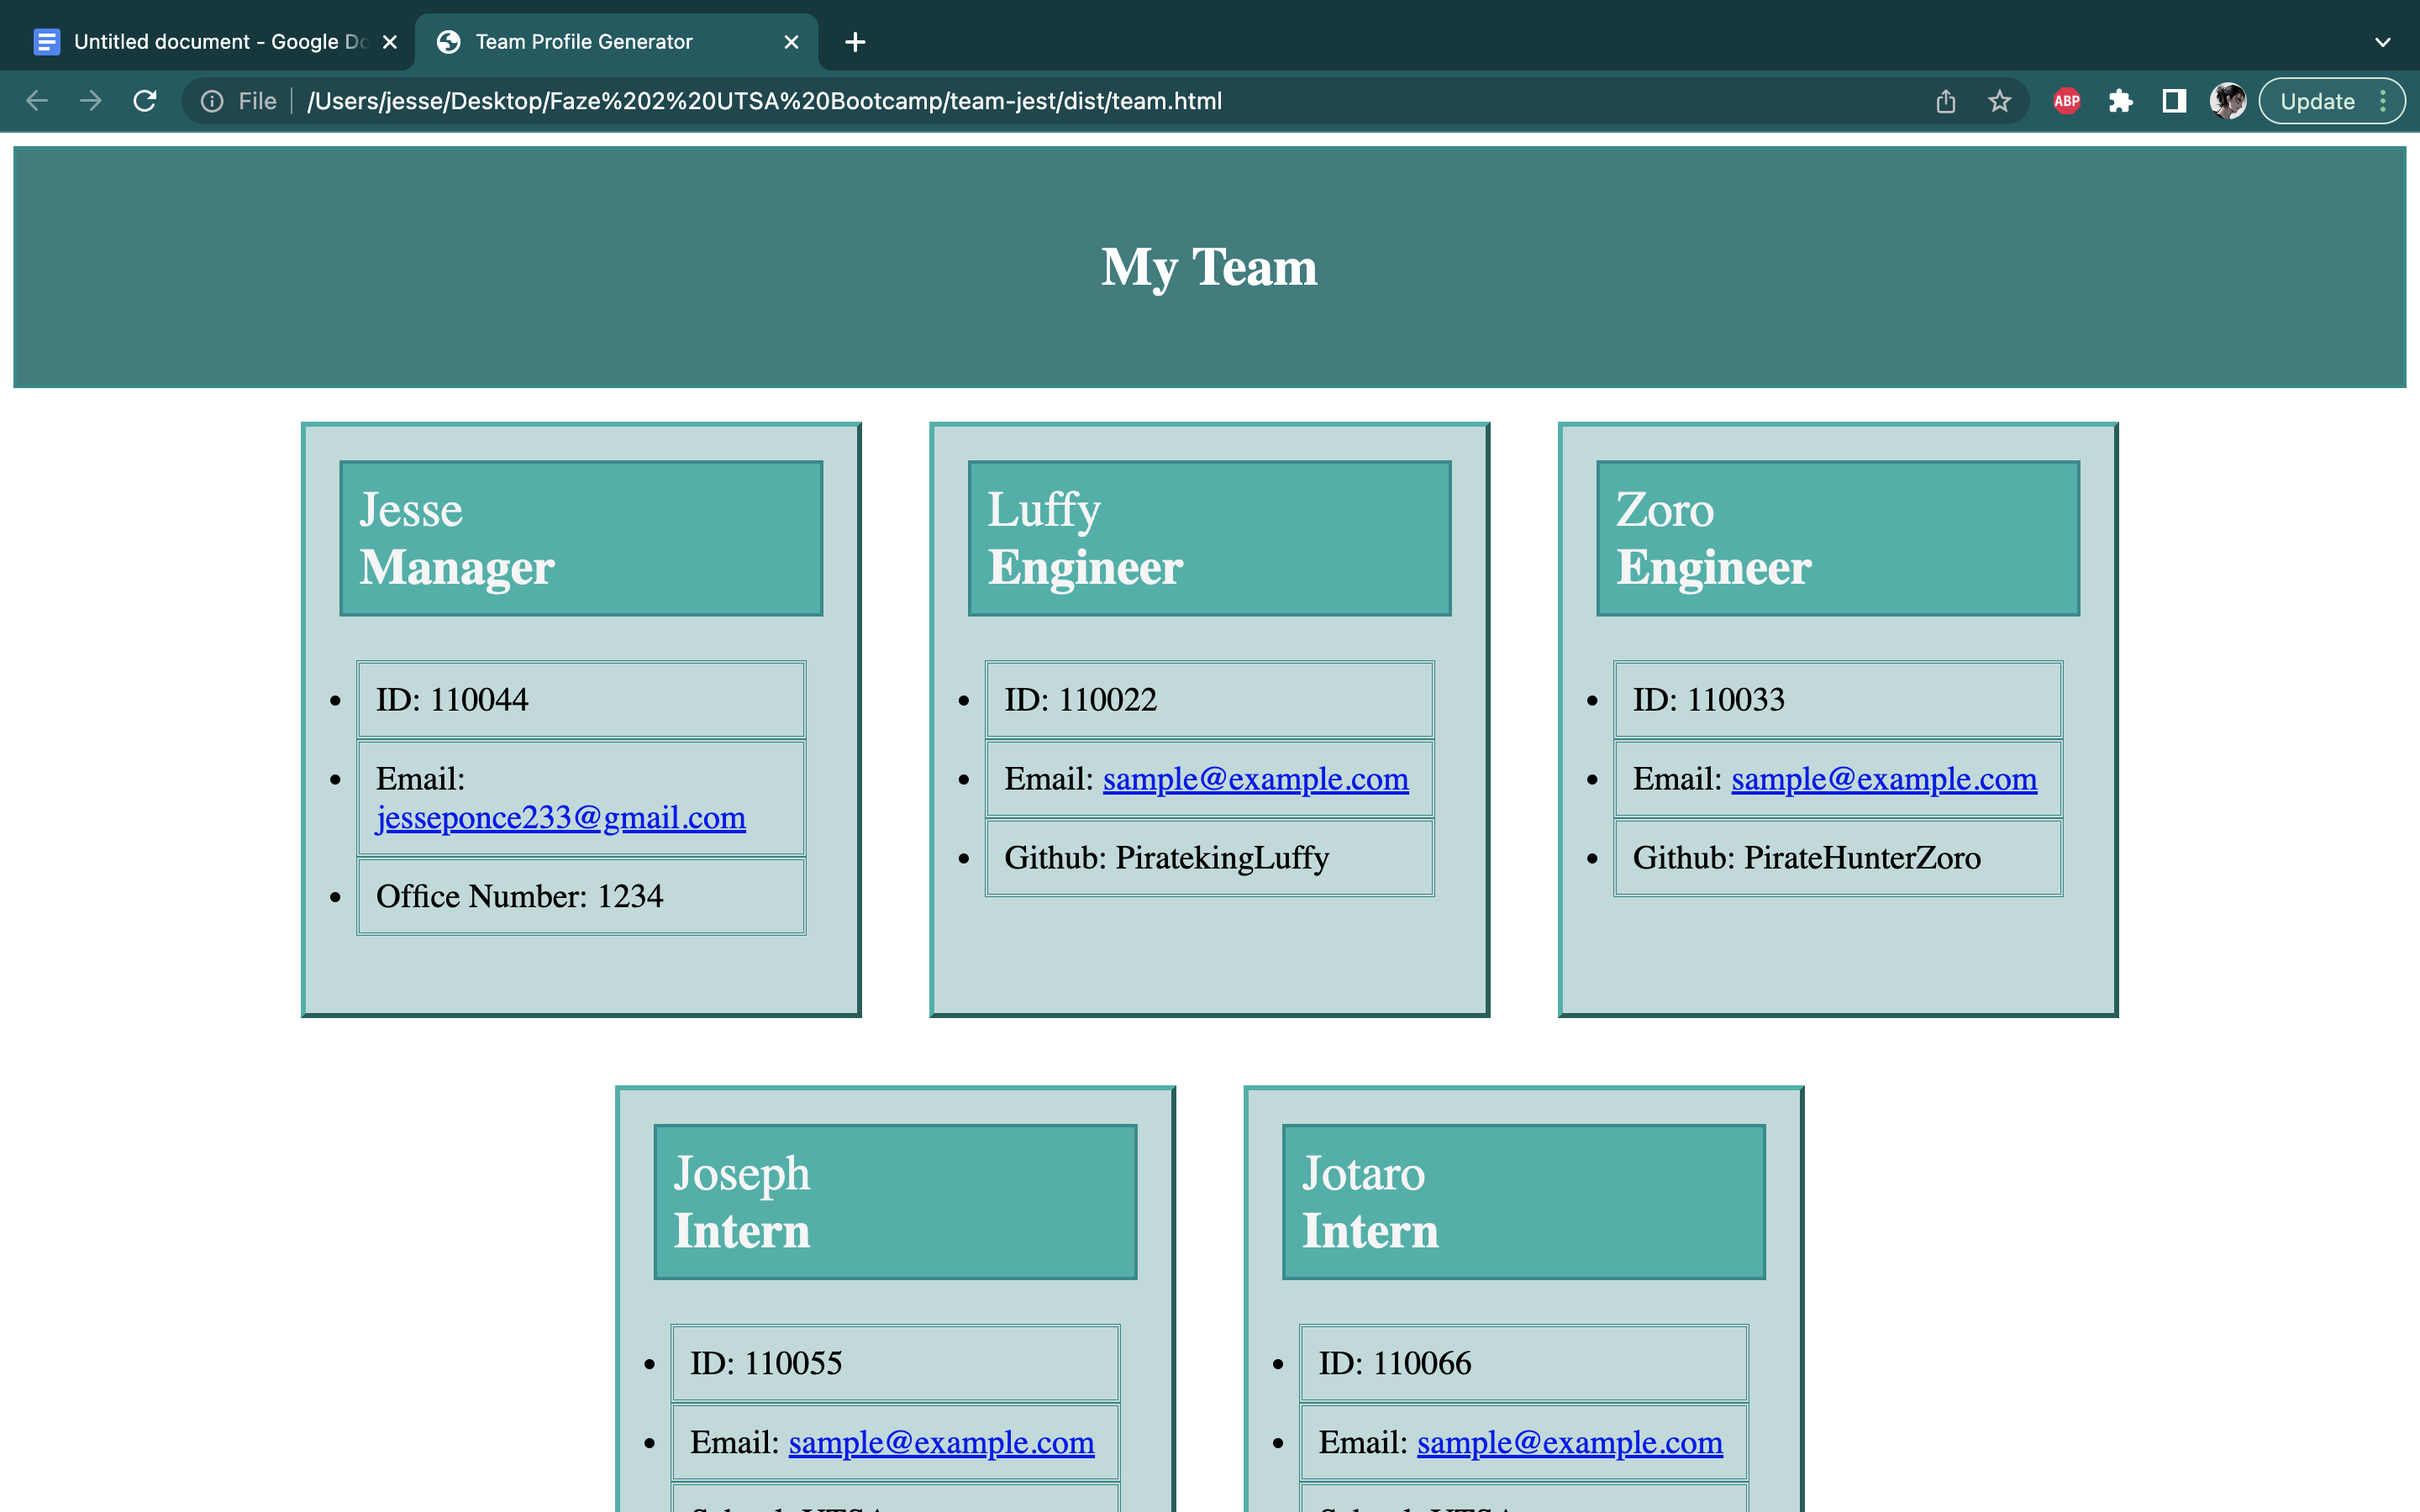 Untitled document - Google Do
Team Profile Generator
File
/Users/jesse/Desktop/Faze%202%20UTSA%20Bootcamp/team-jest/dist/team.html
ABP
Update
My Team
Jesse
Manager
ID: 110044
Email:
jesseponce233@gmail.com
Office Number: 1234
Luffy
Engineer
ID: 110022
Email: sample@example.com
Github: PiratekingLuffy
Zoro
Engineer
ID: 110033
Email: sample@example.com
Github: PirateHunterZoro
Joseph
Intern
ID: 110055
Email: sample@example.com
Jotaro
Intern
ID: 110066
Email: sample@example.com